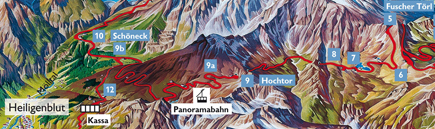 Fuscher Törl
5
10
Schöneck
9b
9a
8
7
6
9
Hochtor
12
Heiligenblut
Kassa
Panoramabahn